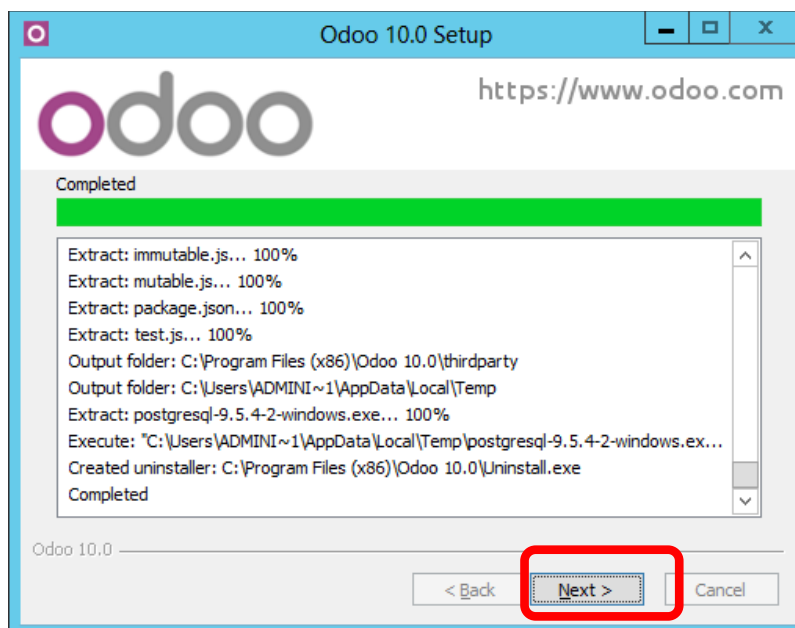 Odoo 10.0 Setup
odoo
https://www.odoo.com
Completed
Extract: immutable.js... 100%
Extract: mutable.js... 100%
Extract: package.json... 100%
Extract: test.js... 100%
Output folder: C:\Program Files (x86)\Odoo 10.0\thirdparty
Output folder: C:\Users\ADMINI~1\AppData\Local\Temp
Extract: postgresql-9.5.4-2-windows.exe... 100%
Execute: "C:\Users\ADMINI~1\AppData\Local\Temp\postgresql-9.5.4-2-windows.ex...
Created uninstaller: C:\Program Files (x86)\Odoo 10.0\Uninstall.exe
Completed
Odoo 10.0
< Back Next > Cancel